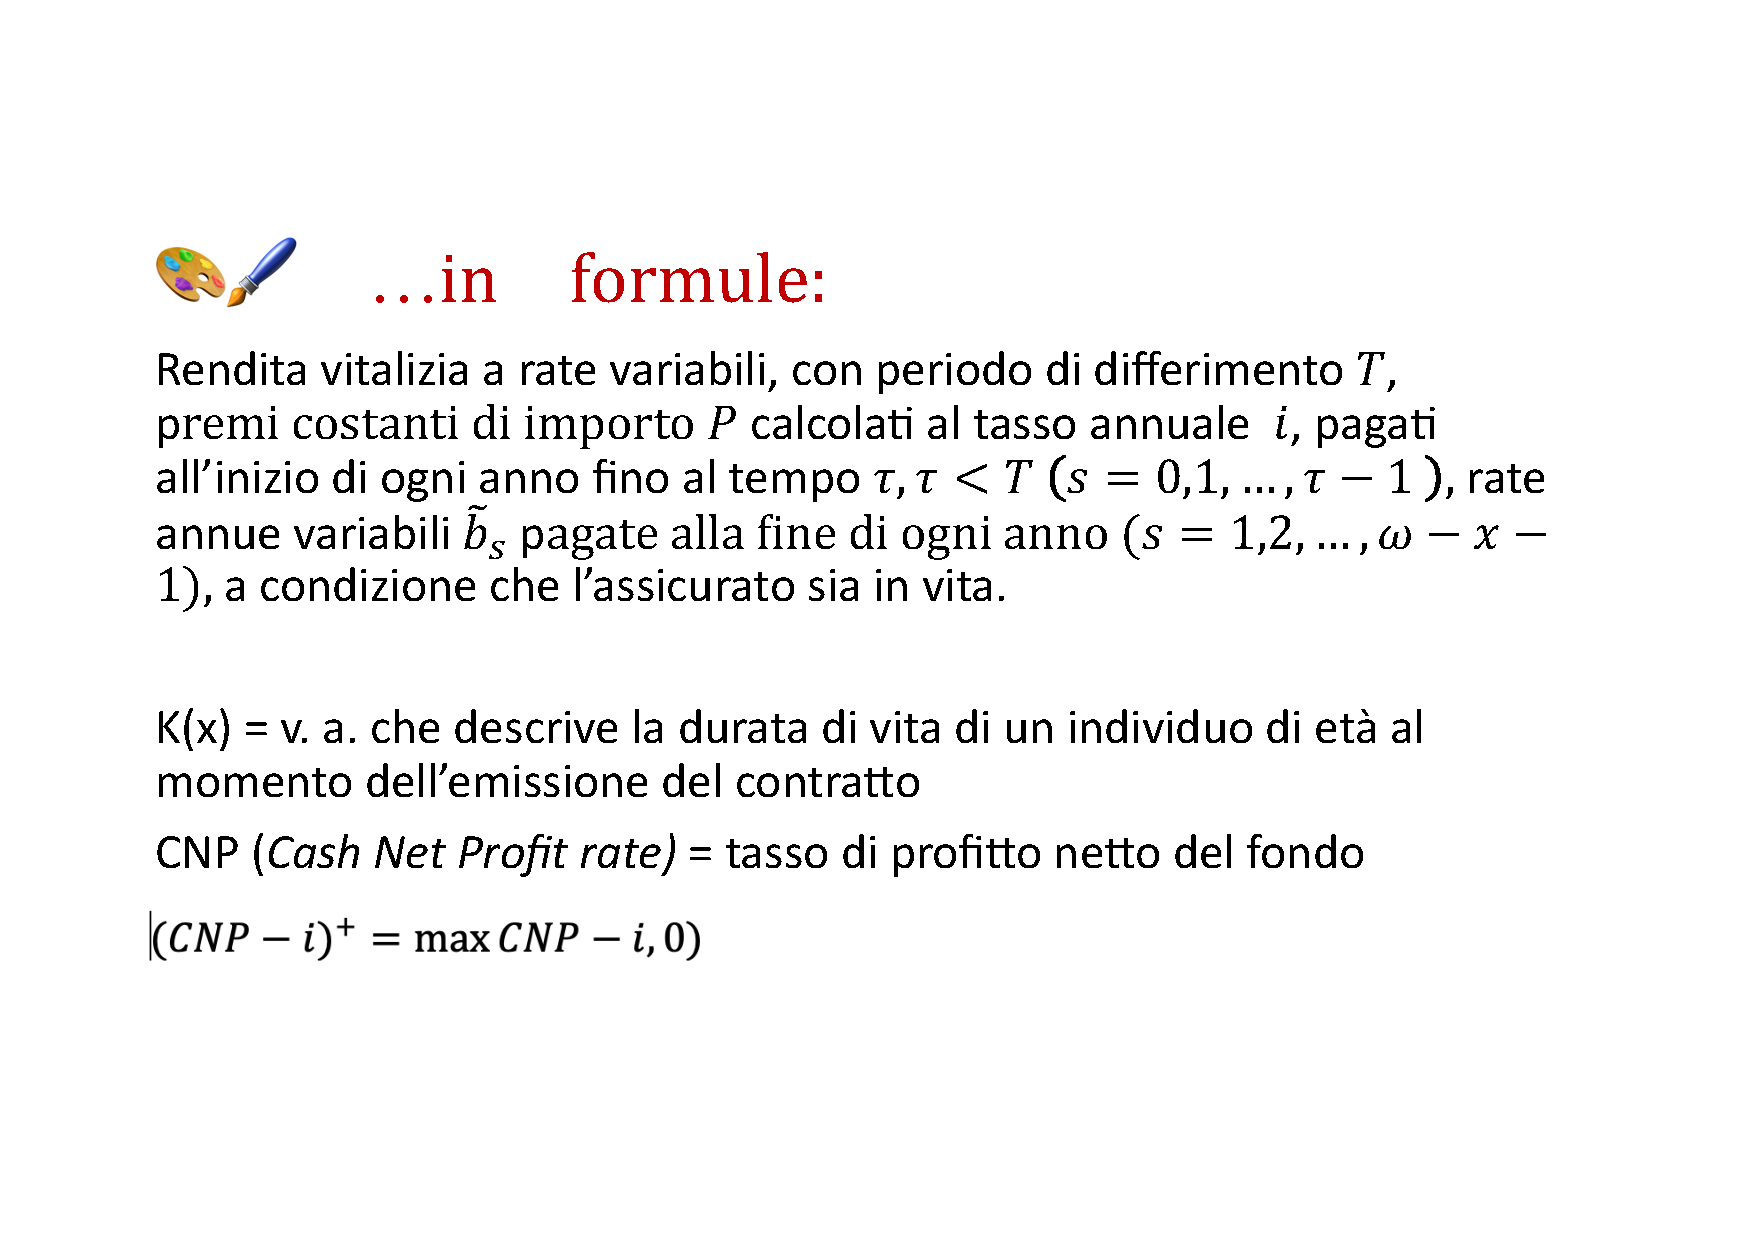 …in formule:
Rendita vitalizia a rate variabili, con periodo di differimento 𝑇,
premi costanti di importo 𝑃 calcolati al tasso annuale 𝑖, pagati
all’inizio di ogni anno fino al tempo 𝜏, 𝜏 < 𝑇 (𝑠 = 0,1, … , 𝜏 − 1 ), rate
annue variabili b̃ₛ pagate alla fine di ogni anno (𝑠 = 1,2, … , 𝜔 − 𝑥 −
1), a condizione che l’assicurato sia in vita.
K(x) = v. a. che descrive la durata di vita di un individuo di età al
momento dell’emissione del contratto
CNP (Cash Net Profit rate) = tasso di profitto netto del fondo
(𝐶𝑁𝑃 − 𝑖)⁺ = max 𝐶𝑁𝑃 − 𝑖, 0)